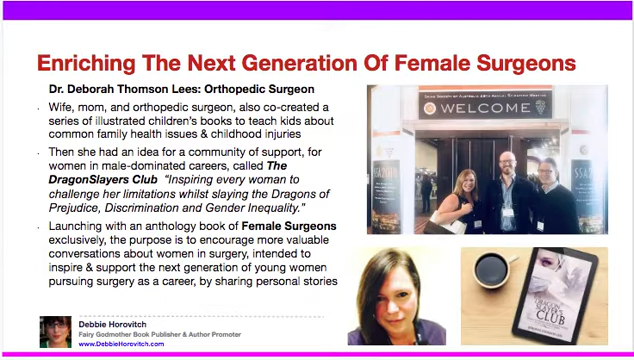 Enriching The Next Generation Of Female Surgeons
Dr. Deborah Thomson Lees: Orthopedic Surgeon
· Wife, mom, and orthopedic surgeon, also co-created a
series of illustrated children's books to teach kids about
common family health issues & childhood injuries
· Then she had an idea for a community of support, for
women in male-dominated careers, called The
DragonSlayers Club "Inspiring every woman to
challenge her limitations whilst slaying the Dragons of
Prejudice, Discrimination and Gender Inequality."
· Launching with an anthology book of Female Surgeons
exclusively, the purpose is to encourage more valuable
conversations about women in surgery, intended to
inspire & support the next generation of young women
pursuing surgery as a career, by sharing personal stories
WELCOME
SSA2018
DRAGON
SLAYER'S
CLUB
Debbie Horovitch
Fairy Godmother Book Publisher & Author Promoter
www.DebbieHorovitch.com